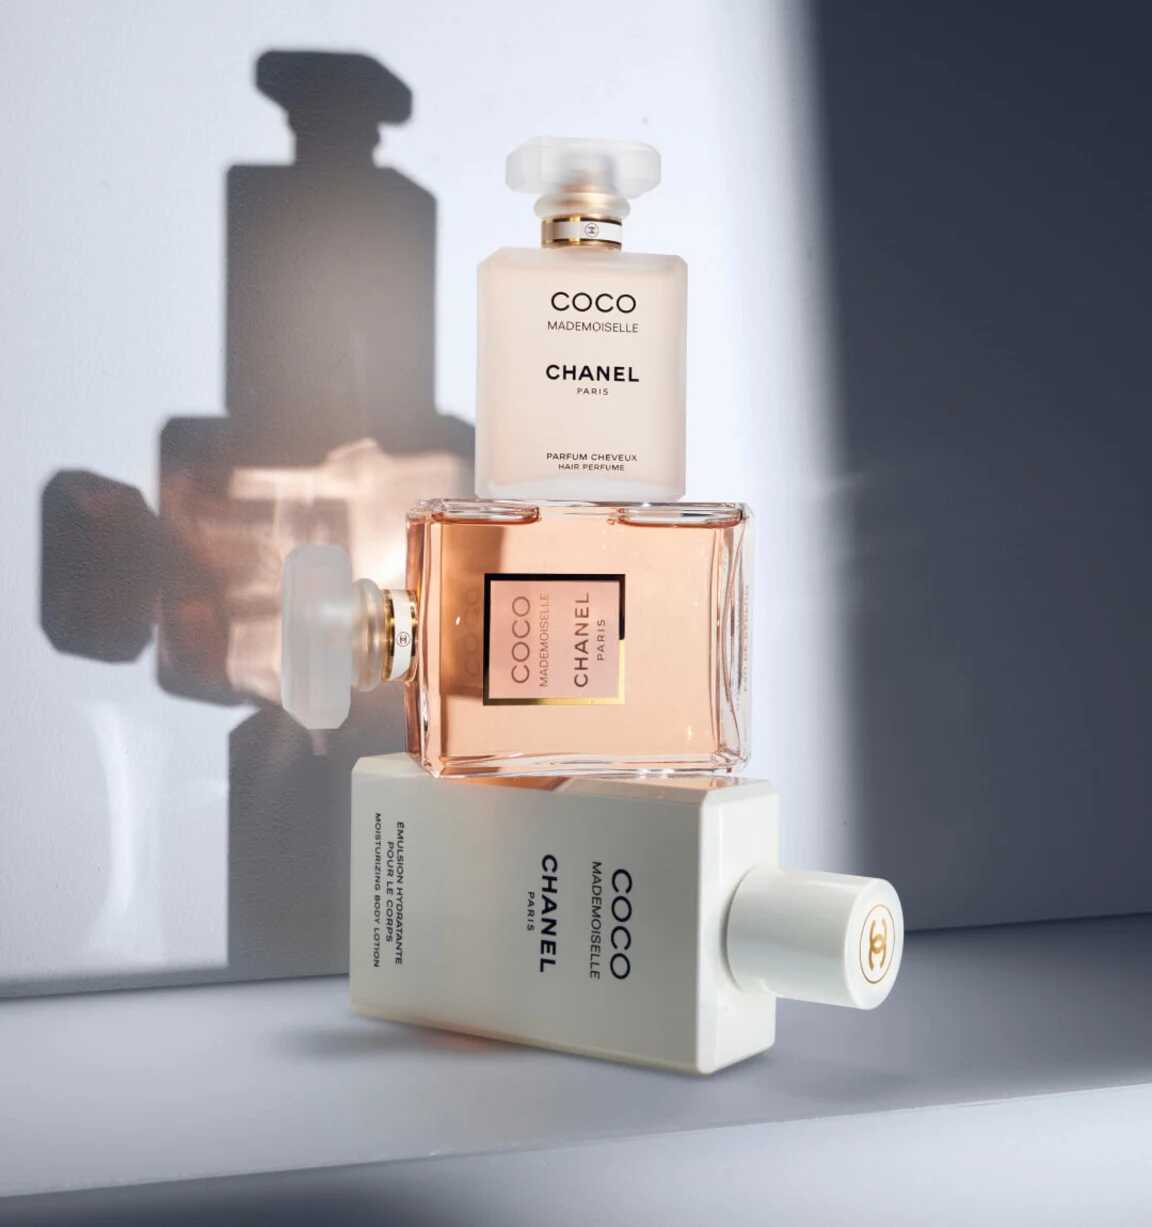 COCO
MADEMOISELLE
CHANEL
PARIS
PARFUM CHEVEUX
HAIR PERFUME
COCO
MADEMOISELLE
CHANEL
PARIS
COCO
MADEMOISELLE
CHANEL
PARIS
ÉMULSION HYDRATANTE
POUR LE CORPS
MOISTURIZING BODY LOTION